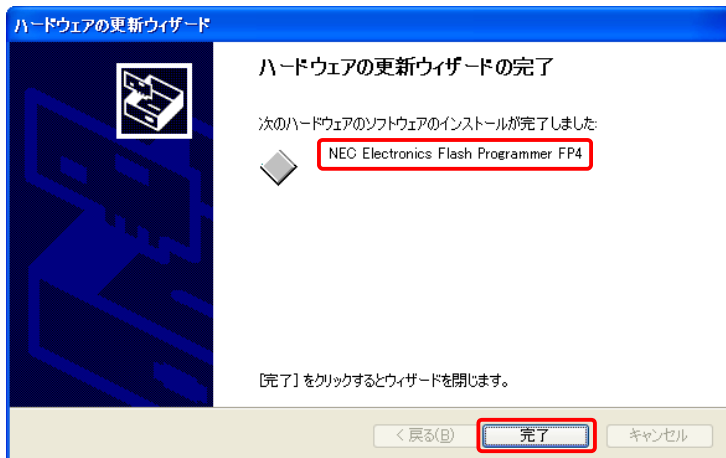 ハードウェアの更新ウィザード
ハードウェアの更新ウィザードの完了
次のハードウェアのソフトウェアのインストールが完了しました:
NEC Electronics Flash Programmer FP4
[完了] をクリックするとウィザードを閉じます。
< 戻る(B)
完了
キャンセル